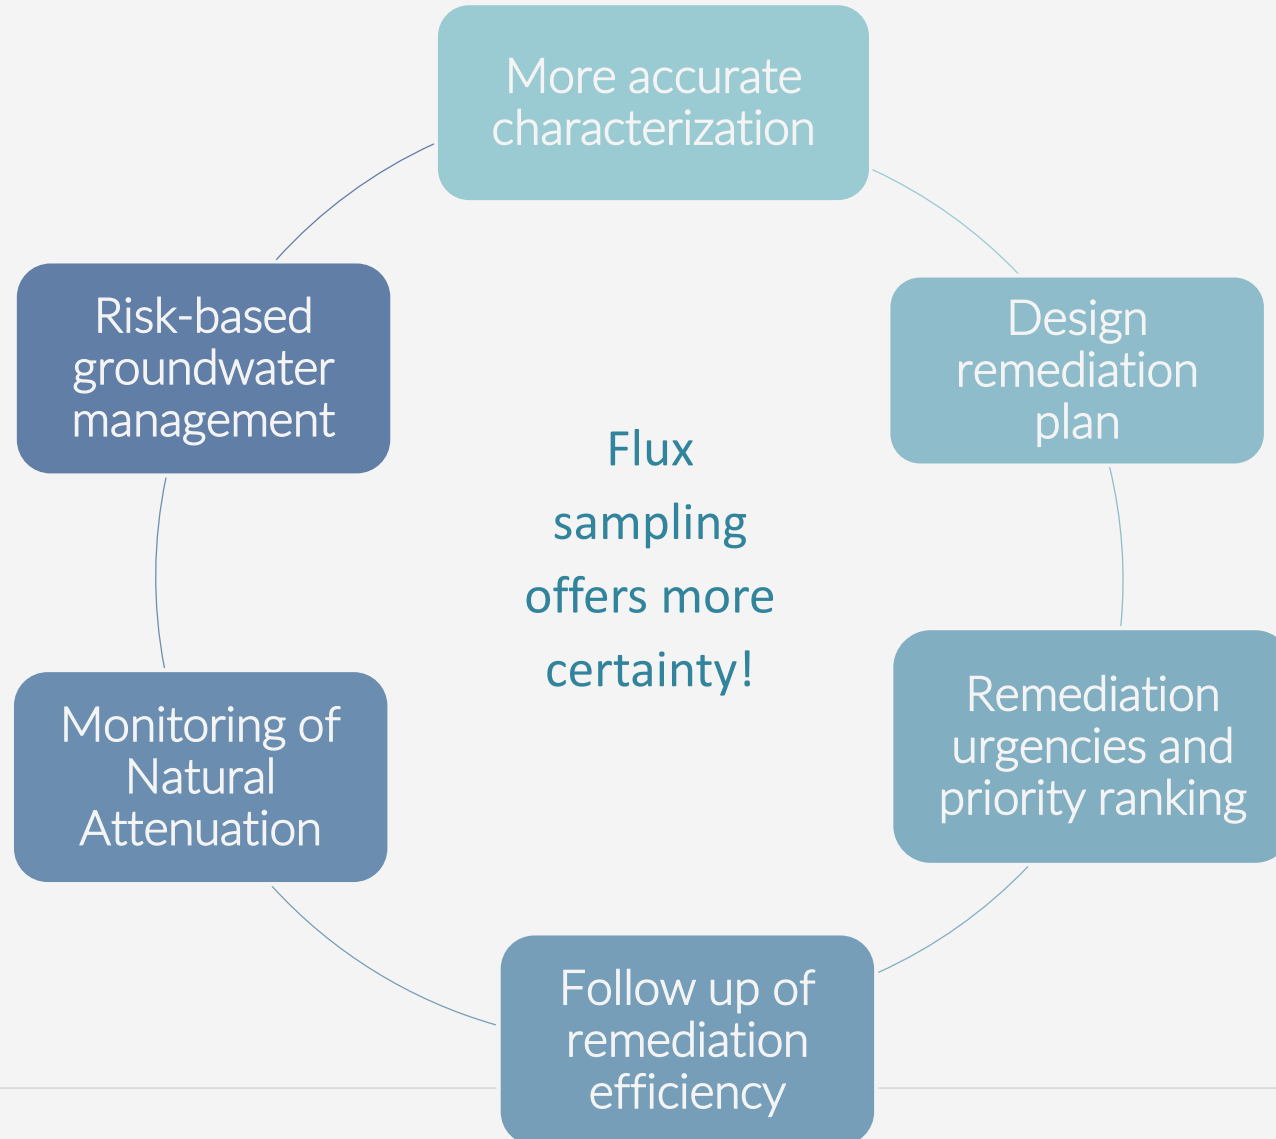 More accurate
characterization
Design
remediation
plan
Remediation
urgencies and
priority ranking
Follow up of
remediation
efficiency
Monitoring of
Natural
Attenuation
Risk-based
groundwater
management
Flux
sampling
offers more
certainty!